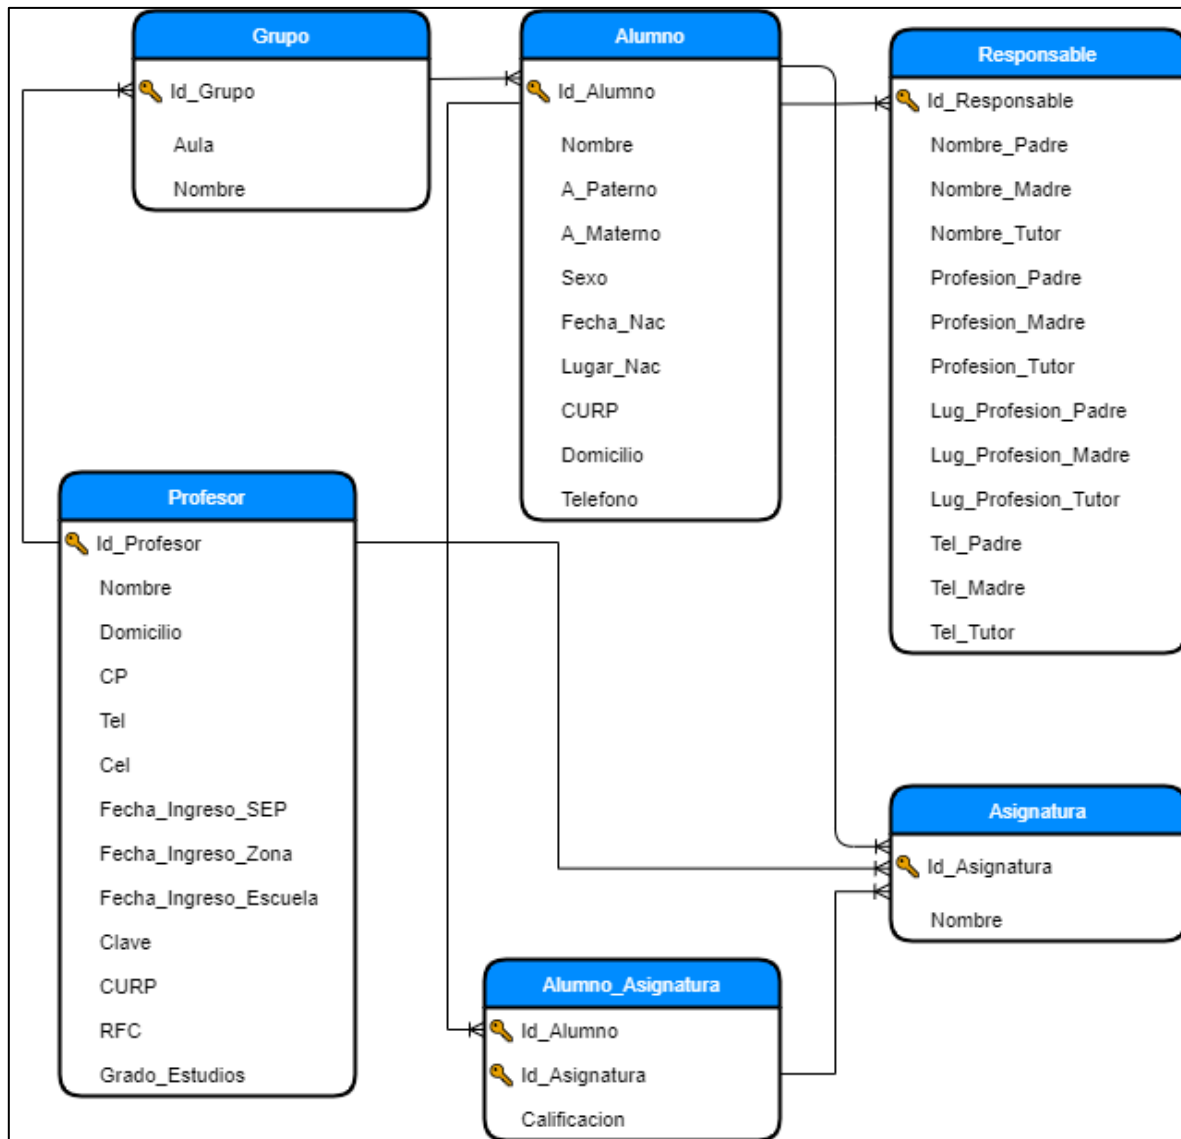 Grupo
Id_Grupo
Aula
Nombre
Alumno
Id_Alumno
Nombre
A_Paterno
A_Materno
Sexo
Fecha_Nac
Lugar_Nac
CURP
Domicilio
Telefono
Responsable
Id_Responsable
Nombre_Padre
Nombre_Madre
Nombre_Tutor
Profesion_Padre
Profesion_Madre
Profesion_Tutor
Lug_Profesion_Padre
Lug_Profesion_Madre
Lug_Profesion_Tutor
Tel_Padre
Tel_Madre
Tel_Tutor
Profesor
Id_Profesor
Nombre
Domicilio
CP
Tel
Cel
Fecha_Ingreso_SEP
Fecha_Ingreso_Zona
Fecha_Ingreso_Escuela
Clave
CURP
RFC
Grado_Estudios
Asignatura
Id_Asignatura
Nombre
Alumno_Asignatura
Id_Alumno
Id_Asignatura
Calificacion